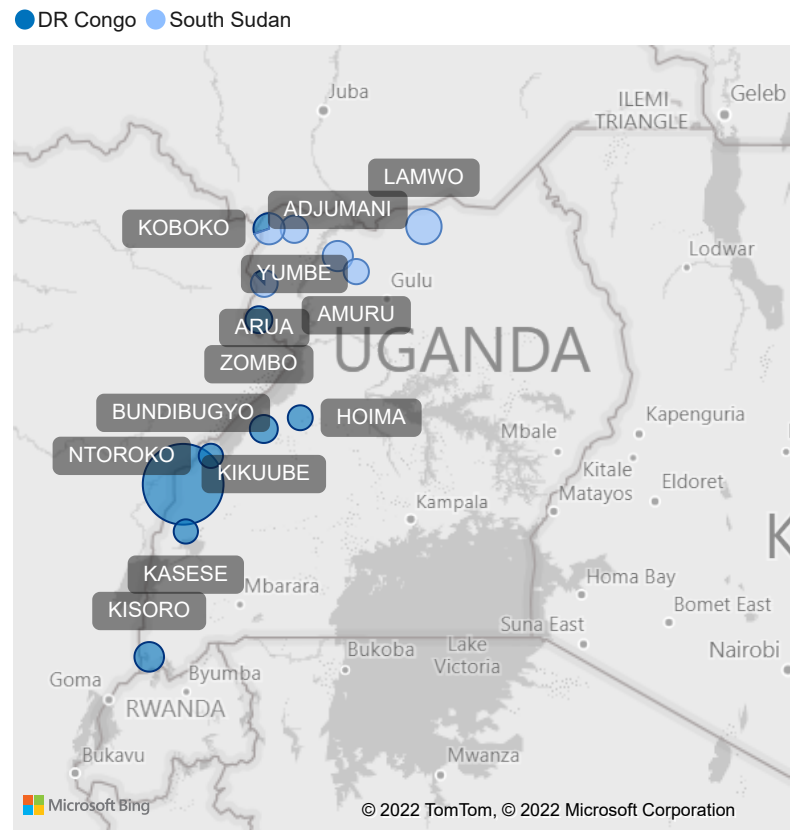 DR Congo South Sudan
Juba
ILEMI
TRIANGLE
Geleb
LAMWO
ADJUMANI
KOBOKO
Lodwar
YUMBE
Gulu
AMURU
ARUA
UGANDA
ZOMBO
BUNDIBUGYO
HOIMA
Kapenguria
Mbale
NTOROKO
KIKUUBE
Kitale
Eldoret
Matayos
Kampala
K
KASESE
Mbarara
Homa Bay
KISORO
Bomet East
Suna East
Bukoba
Lake
Victoria
Nairobi
Goma
Byumba
RWANDA
Bukavu
Mwanza
Microsoft Bing
© 2022 TomTom, © 2022 Microsoft Corporation